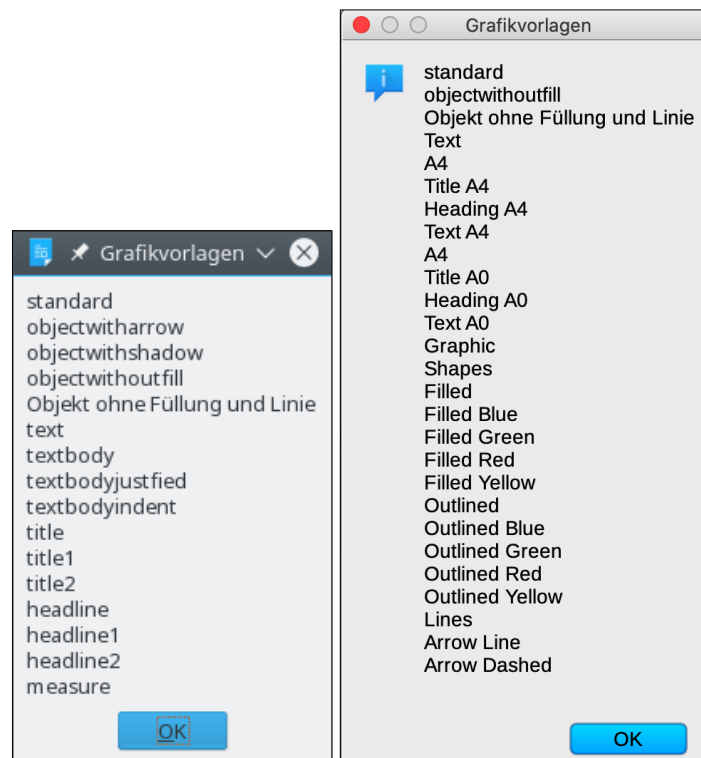 Grafikvorlagen
standard
objectwitharrow
objectwithshadow
objectwithoutfill
Objekt ohne Füllung und Linie
text
textbody
textbodyjustfied
textbodyindent
title
title1
title2
headline
headline1
headline2
measure
OK
Grafikvorlagen
standard
objectwithoutfill
Objekt ohne Füllung und Linie
Text
A4
Title A4
Heading A4
Text A4
A4
Title A0
Heading A0
Text A0
Graphic
Shapes
Filled
Filled Blue
Filled Green
Filled Red
Filled Yellow
Outlined
Outlined Blue
Outlined Green
Outlined Red
Outlined Yellow
Lines
Arrow Line
Arrow Dashed
OK